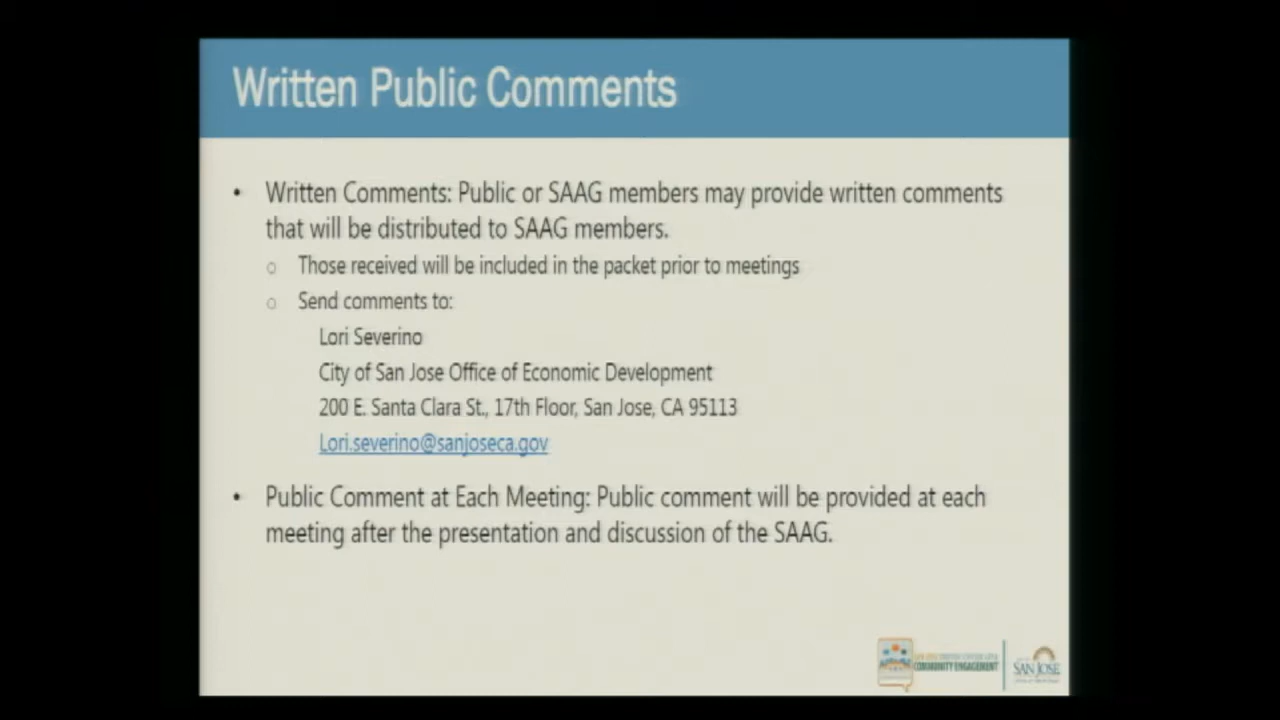 Written Public Comments
• Written Comments: Public or SAAG members may provide written comments
that will be distributed to SAAG members.
o Those received will be included in the packet prior to meetings
o Send comments to:
Lori Severino
City of San Jose Office of Economic Development
200 E. Santa Clara St., 17th Floor, San Jose, CA 95113
Lori.severino@sanjoseca.gov
• Public Comment at Each Meeting: Public comment will be provided at each
meeting after the presentation and discussion of the SAAG.
COMMUNITY ENGAGEMENT
SAN JOSE